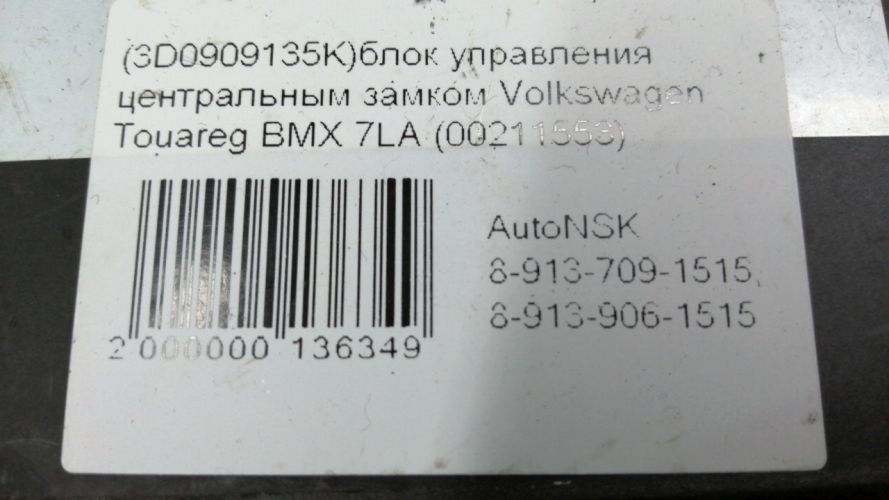 (3D0909135K)блок управления
центральным замком Volkswagen
Touareg BMX 7LA (00211553)
AutoNSK
8-913-709-1515,
8-913-906-1515
2 000000 136349